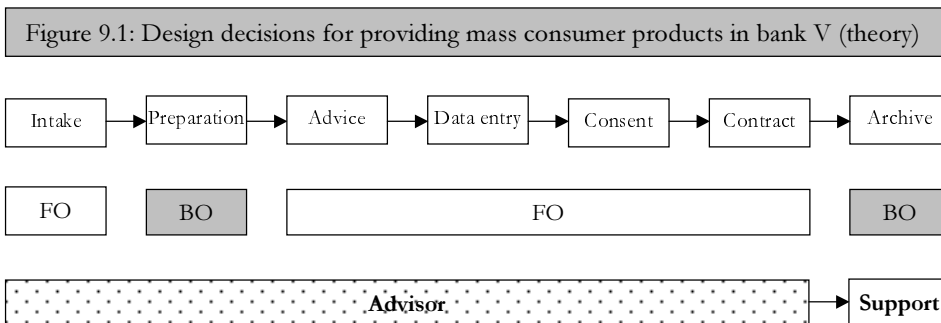 Figure 9.1: Design decisions for providing mass consumer products in bank V (theory)
Intake Preparation Advice Data entry Consent Contract Archive
FO BO FO BO
Advisor Support